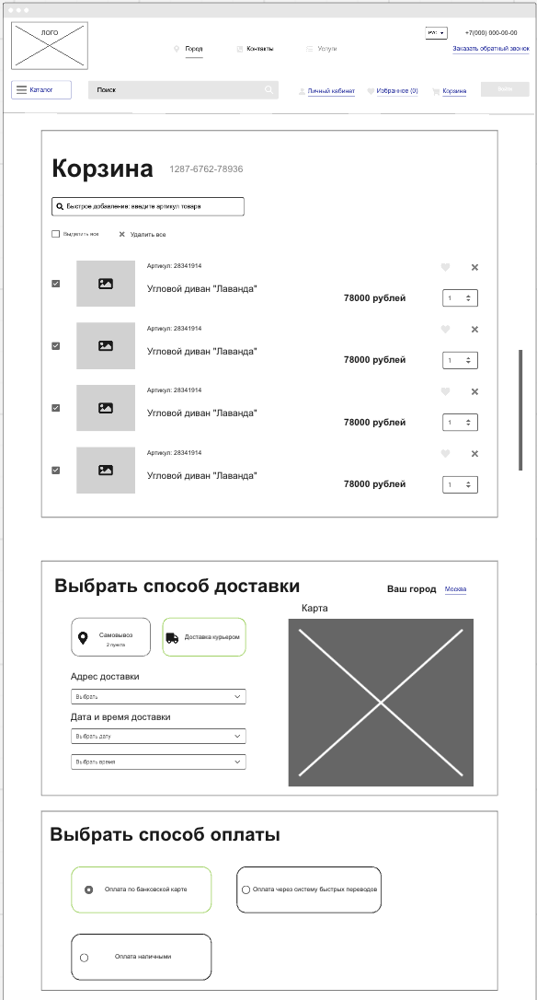 ЛОГО
Город
Контакты
Услуги
РУС
+7(000) 000-00-00
Заказать обратный звонок
Каталог
Поиск
Личный кабинет
Избранное (0)
Корзина
Корзина
1287-6762-78936
Быстрое добавление: введите артикул товара
Выделить все
Удалить все
Артикул: 28341914
Угловой диван "Лаванда"
78000 рублей
1
Артикул: 28341914
Угловой диван "Лаванда"
78000 рублей
1
Артикул: 28341914
Угловой диван "Лаванда"
78000 рублей
1
Артикул: 28341914
Угловой диван "Лаванда"
78000 рублей
1
Выбрать способ доставки
Ваш город
Москва
Карта
Самовывоз
2 пункта
Доставка курьером
Адрес доставки
Выбрать
Дата и время доставки
Выбрать дату
Выбрать время
Выбрать способ оплаты
Оплата по банковской карте
Оплата через систему быстрых переводов
Оплата наличными